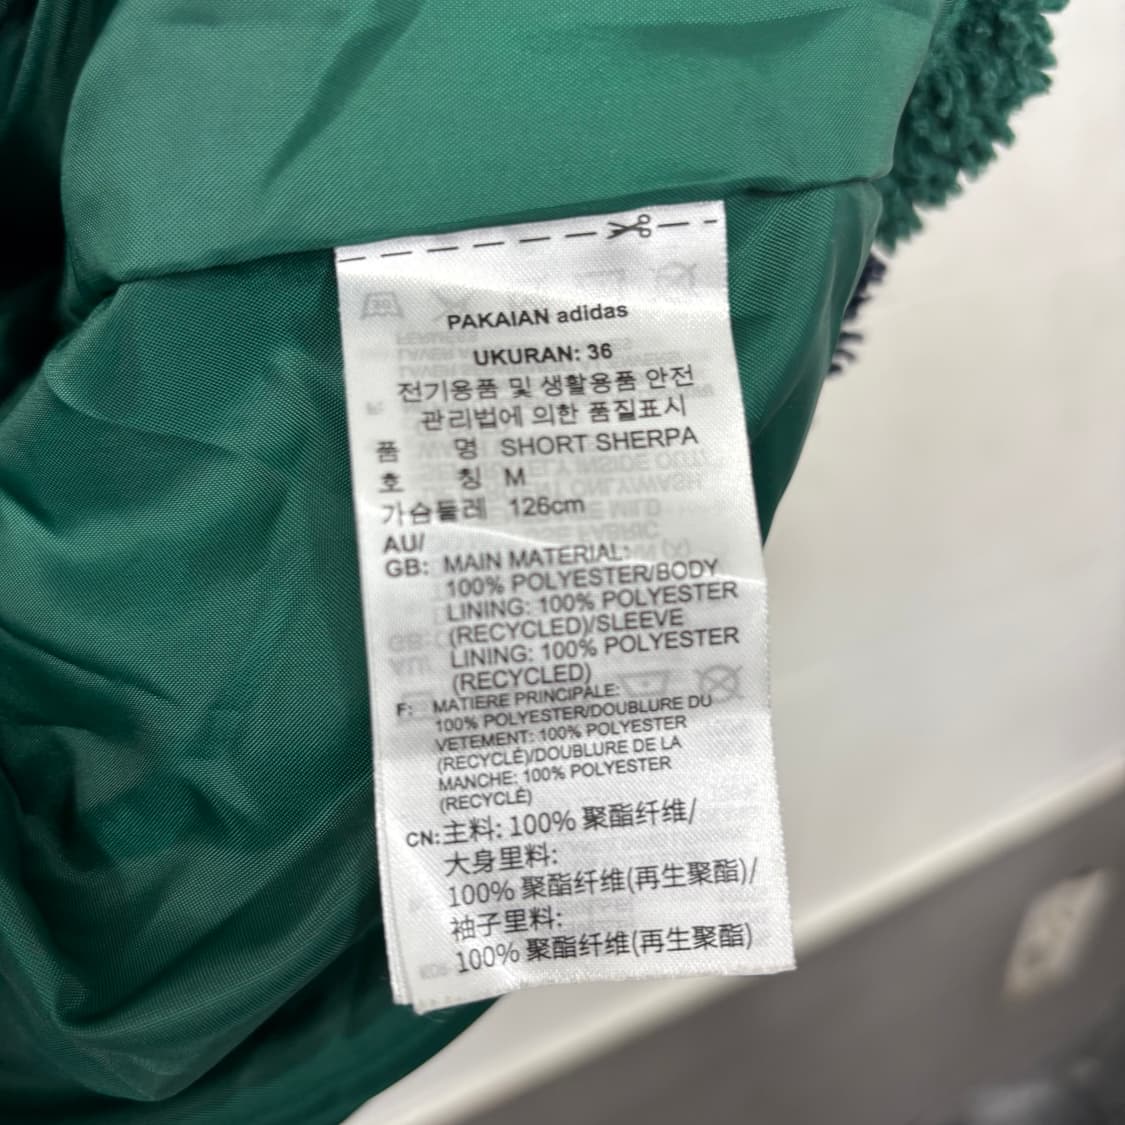 PAKAIAN adidas
UKURAN: 36
전기용품 및 생활용품 안전
관리법에 의한 품질표시
품 명 SHORT SHERPA
호 칭 M
가슴둘레 126cm
AU/
GB: MAIN MATERIAL:
100% POLYESTER/BODY
LINING: 100% POLYESTER
(RECYCLED)/SLEEVE
LINING: 100% POLYESTER
(RECYCLED)
F: MATIERE PRINCIPALE:
100% POLYESTER/DOUBLURE DU
VETEMENT: 100% POLYESTER
(RECYCLÉ)/DOUBLURE DE LA
MANCHE: 100% POLYESTER
(RECYCLÉ)
CN: 主料: 100% 聚酯纤维/
大身里料:
100% 聚酯纤维(再生聚酯)/
袖子里料:
100% 聚酯纤维(再生聚酯)